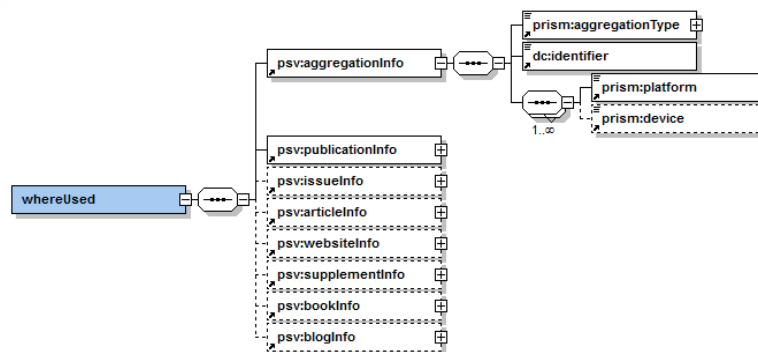 prism:aggregationType
psv:aggregationInfo
dc:identifier
prism:platform
1..∞
prism:device
psv:publicationInfo
psv:issueInfo
whereUsed
psv:articleInfo
psv:websiteInfo
psv:supplementInfo
psv:bookInfo
psv:blogInfo